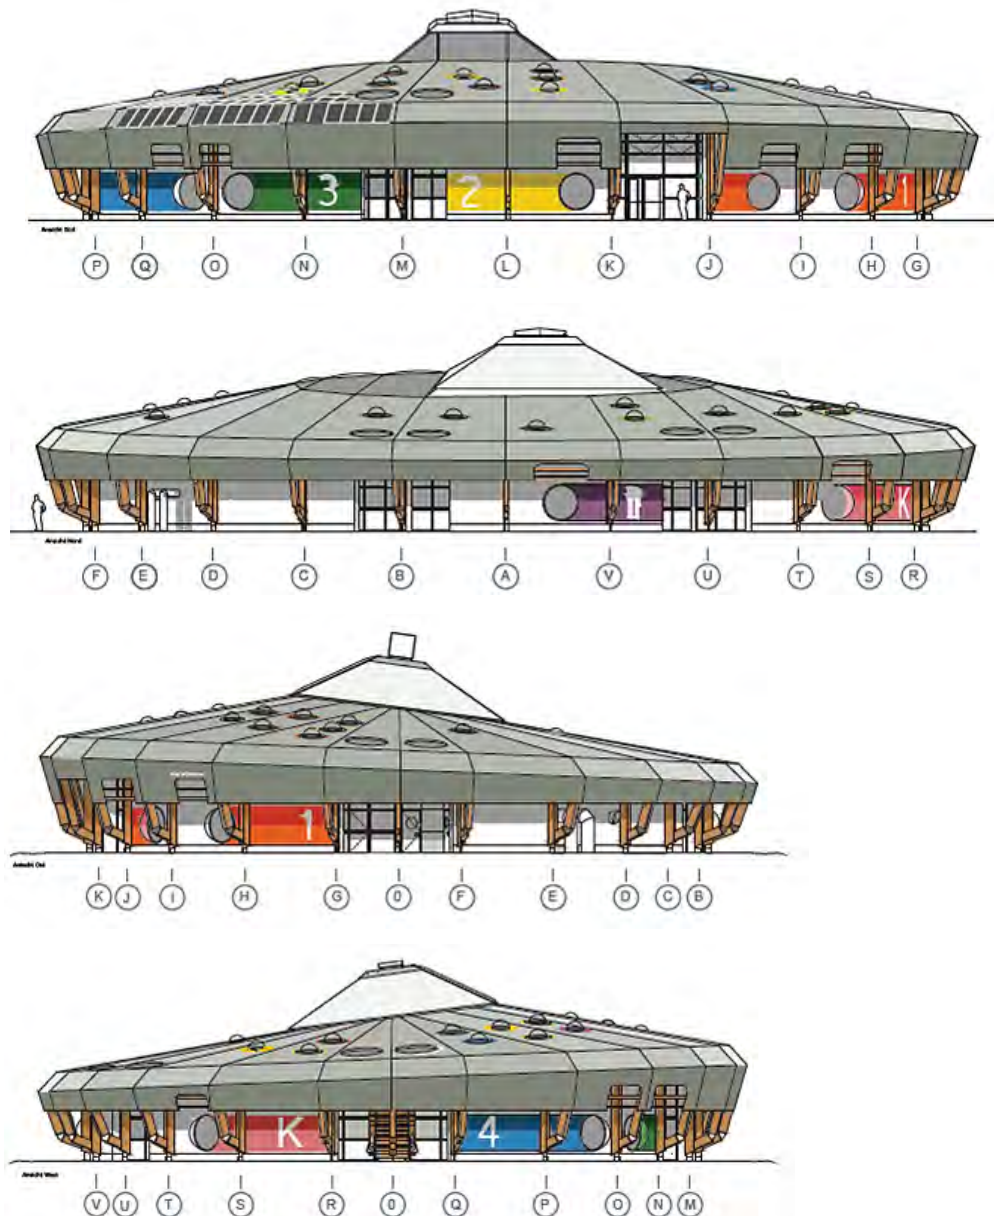 3 2 1
Ansicht Süd
P Q O N M L K J I H G
K
Ansicht Nord
F E D C B A V U T S R
1
Ansicht Ost
K J I H G 0 F E D C B
K 4
Ansicht West
V U T S R 0 Q P O N M